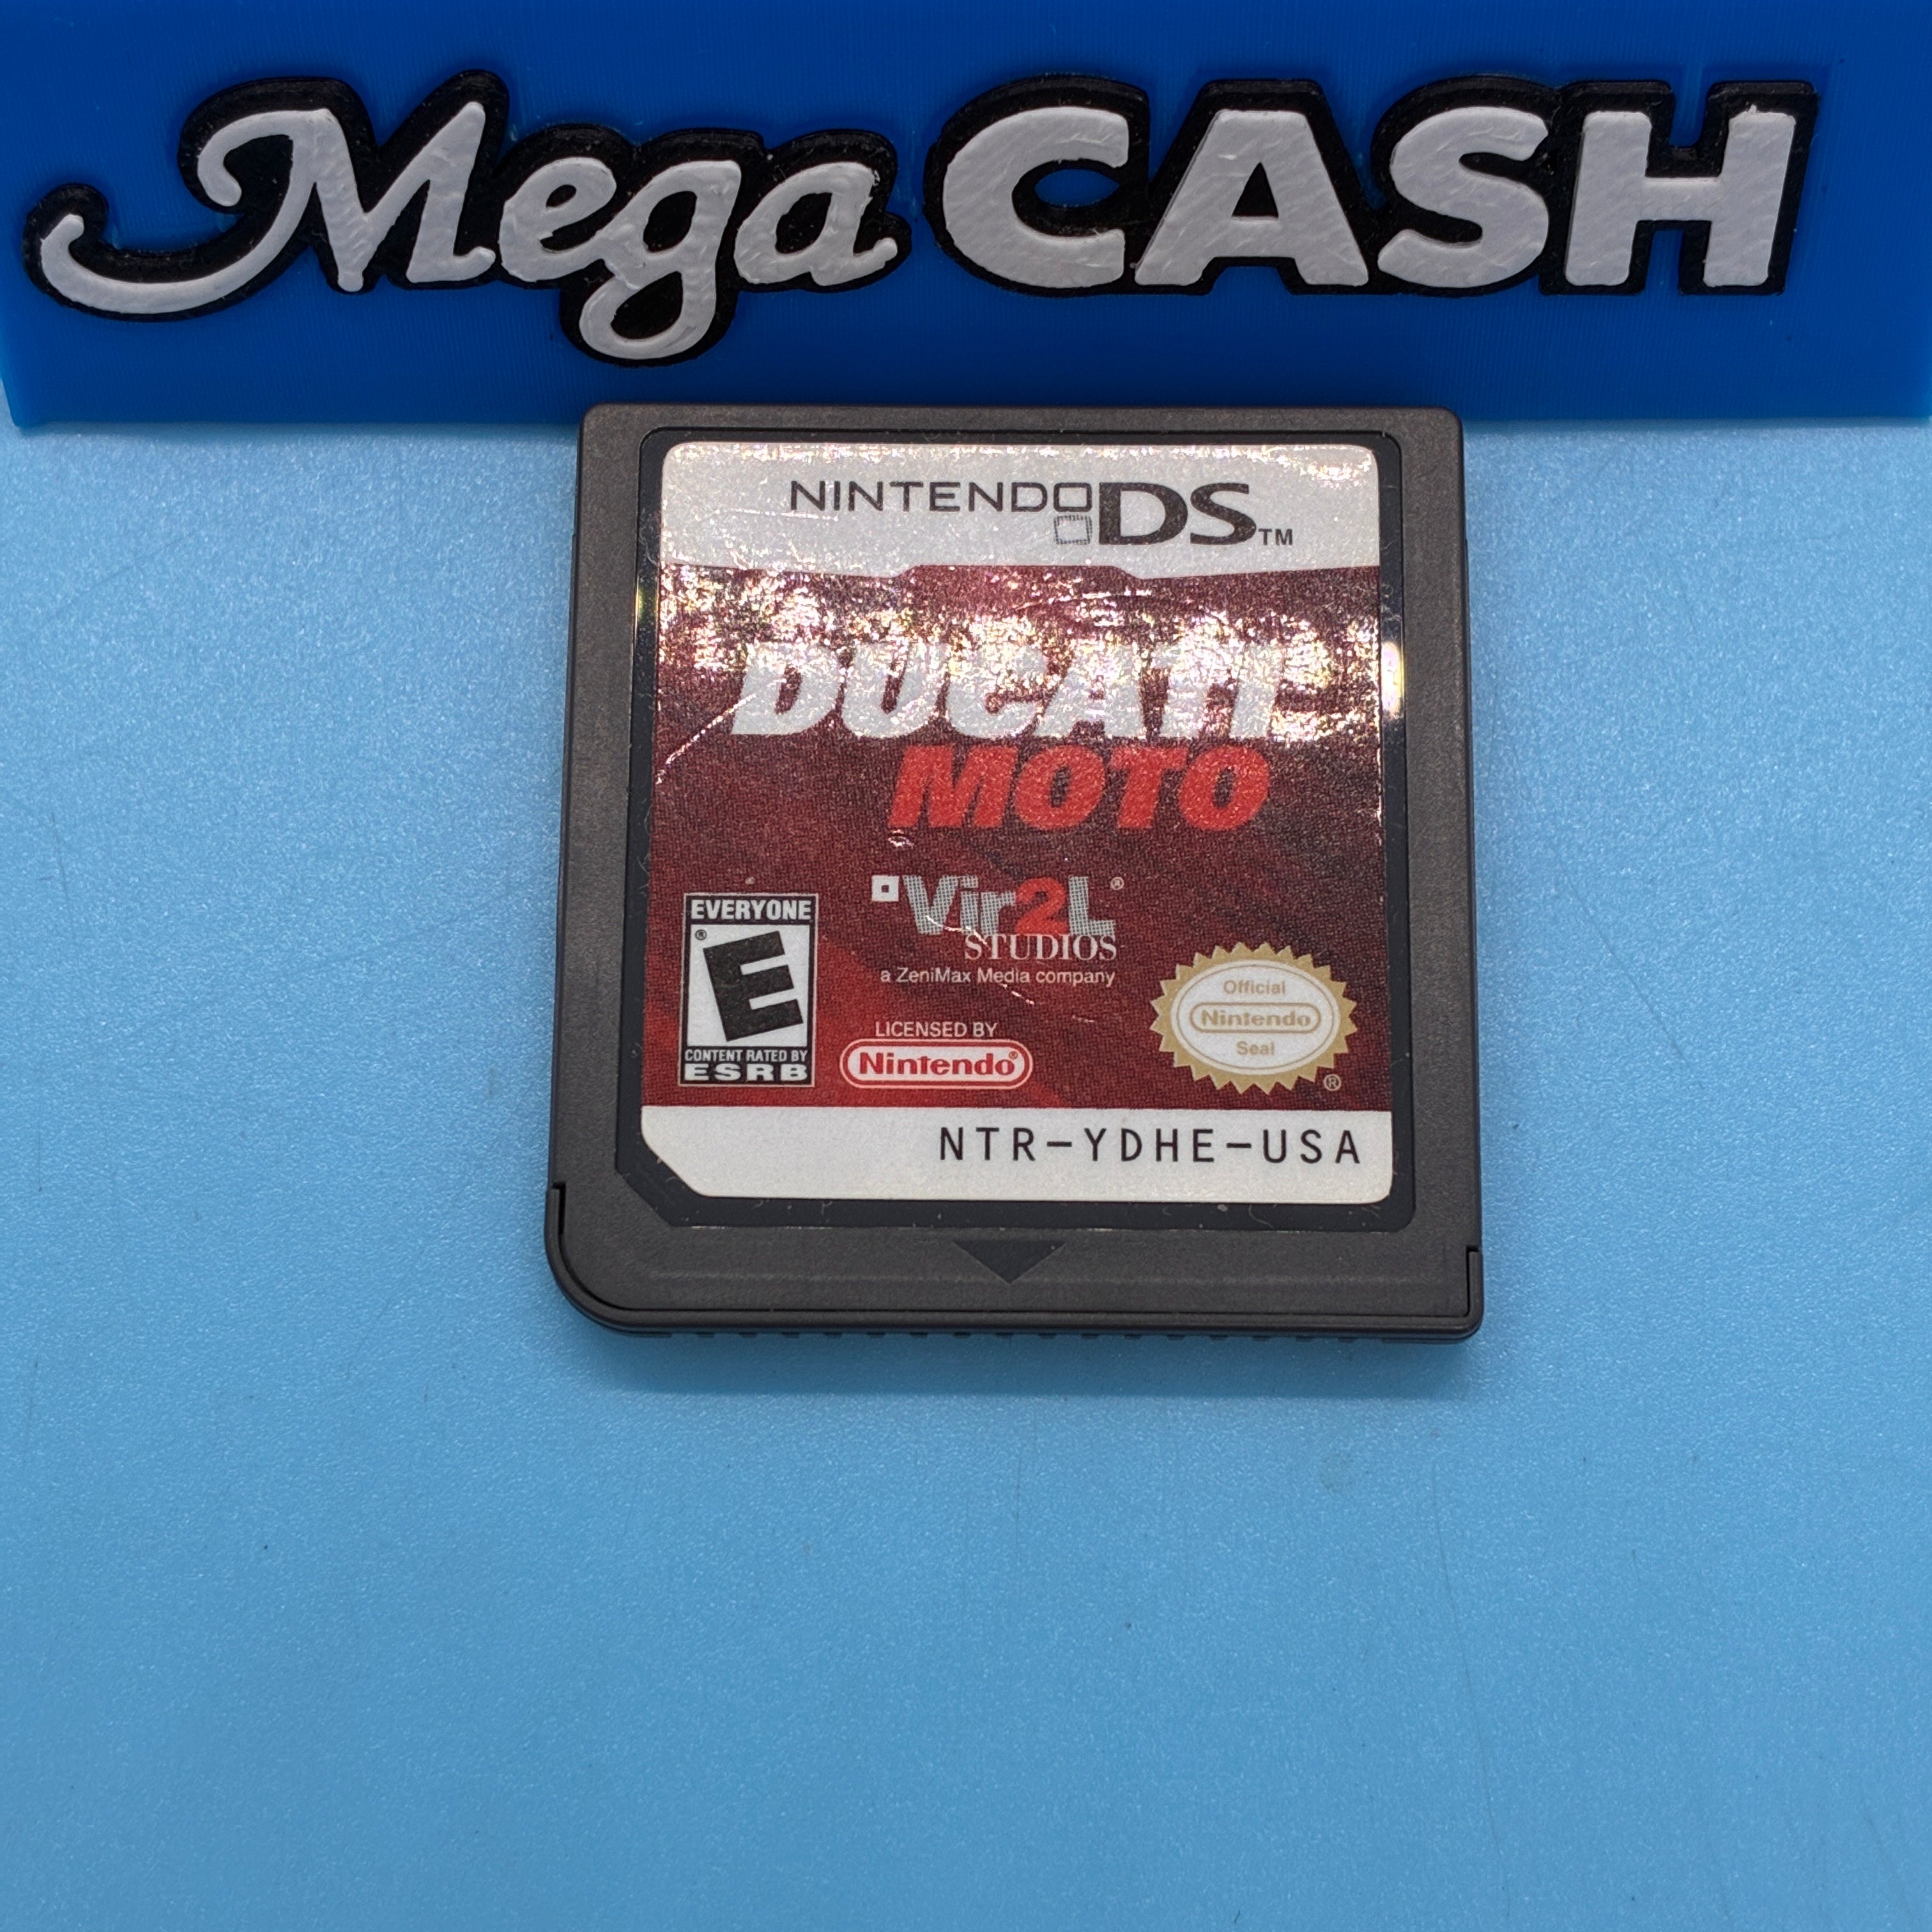 Mega CASH
NINTENDO DS™
DUCATI
MOTO
Vir2L®
STUDIOS
a ZeniMax Media company
EVERYONE
E®
CONTENT RATED BY
ESRB
LICENSED BY
Nintendo®
Official
Nintendo
Seal
®
NTR-YDHE-USA